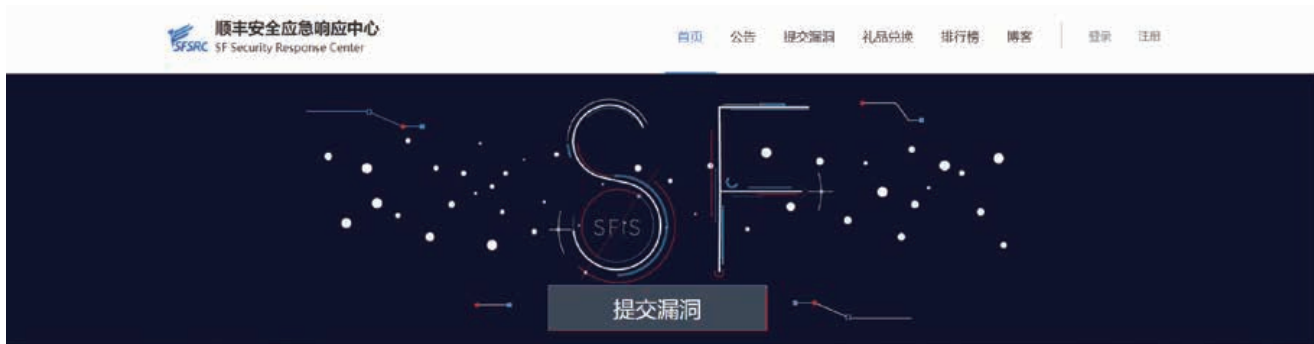 顺丰安全应急响应中心
SFSRC SF Security Response Center
首页 公告 提交漏洞 礼品兑换 排行榜 博客 登录 注册
SF
SFIS
提交漏洞